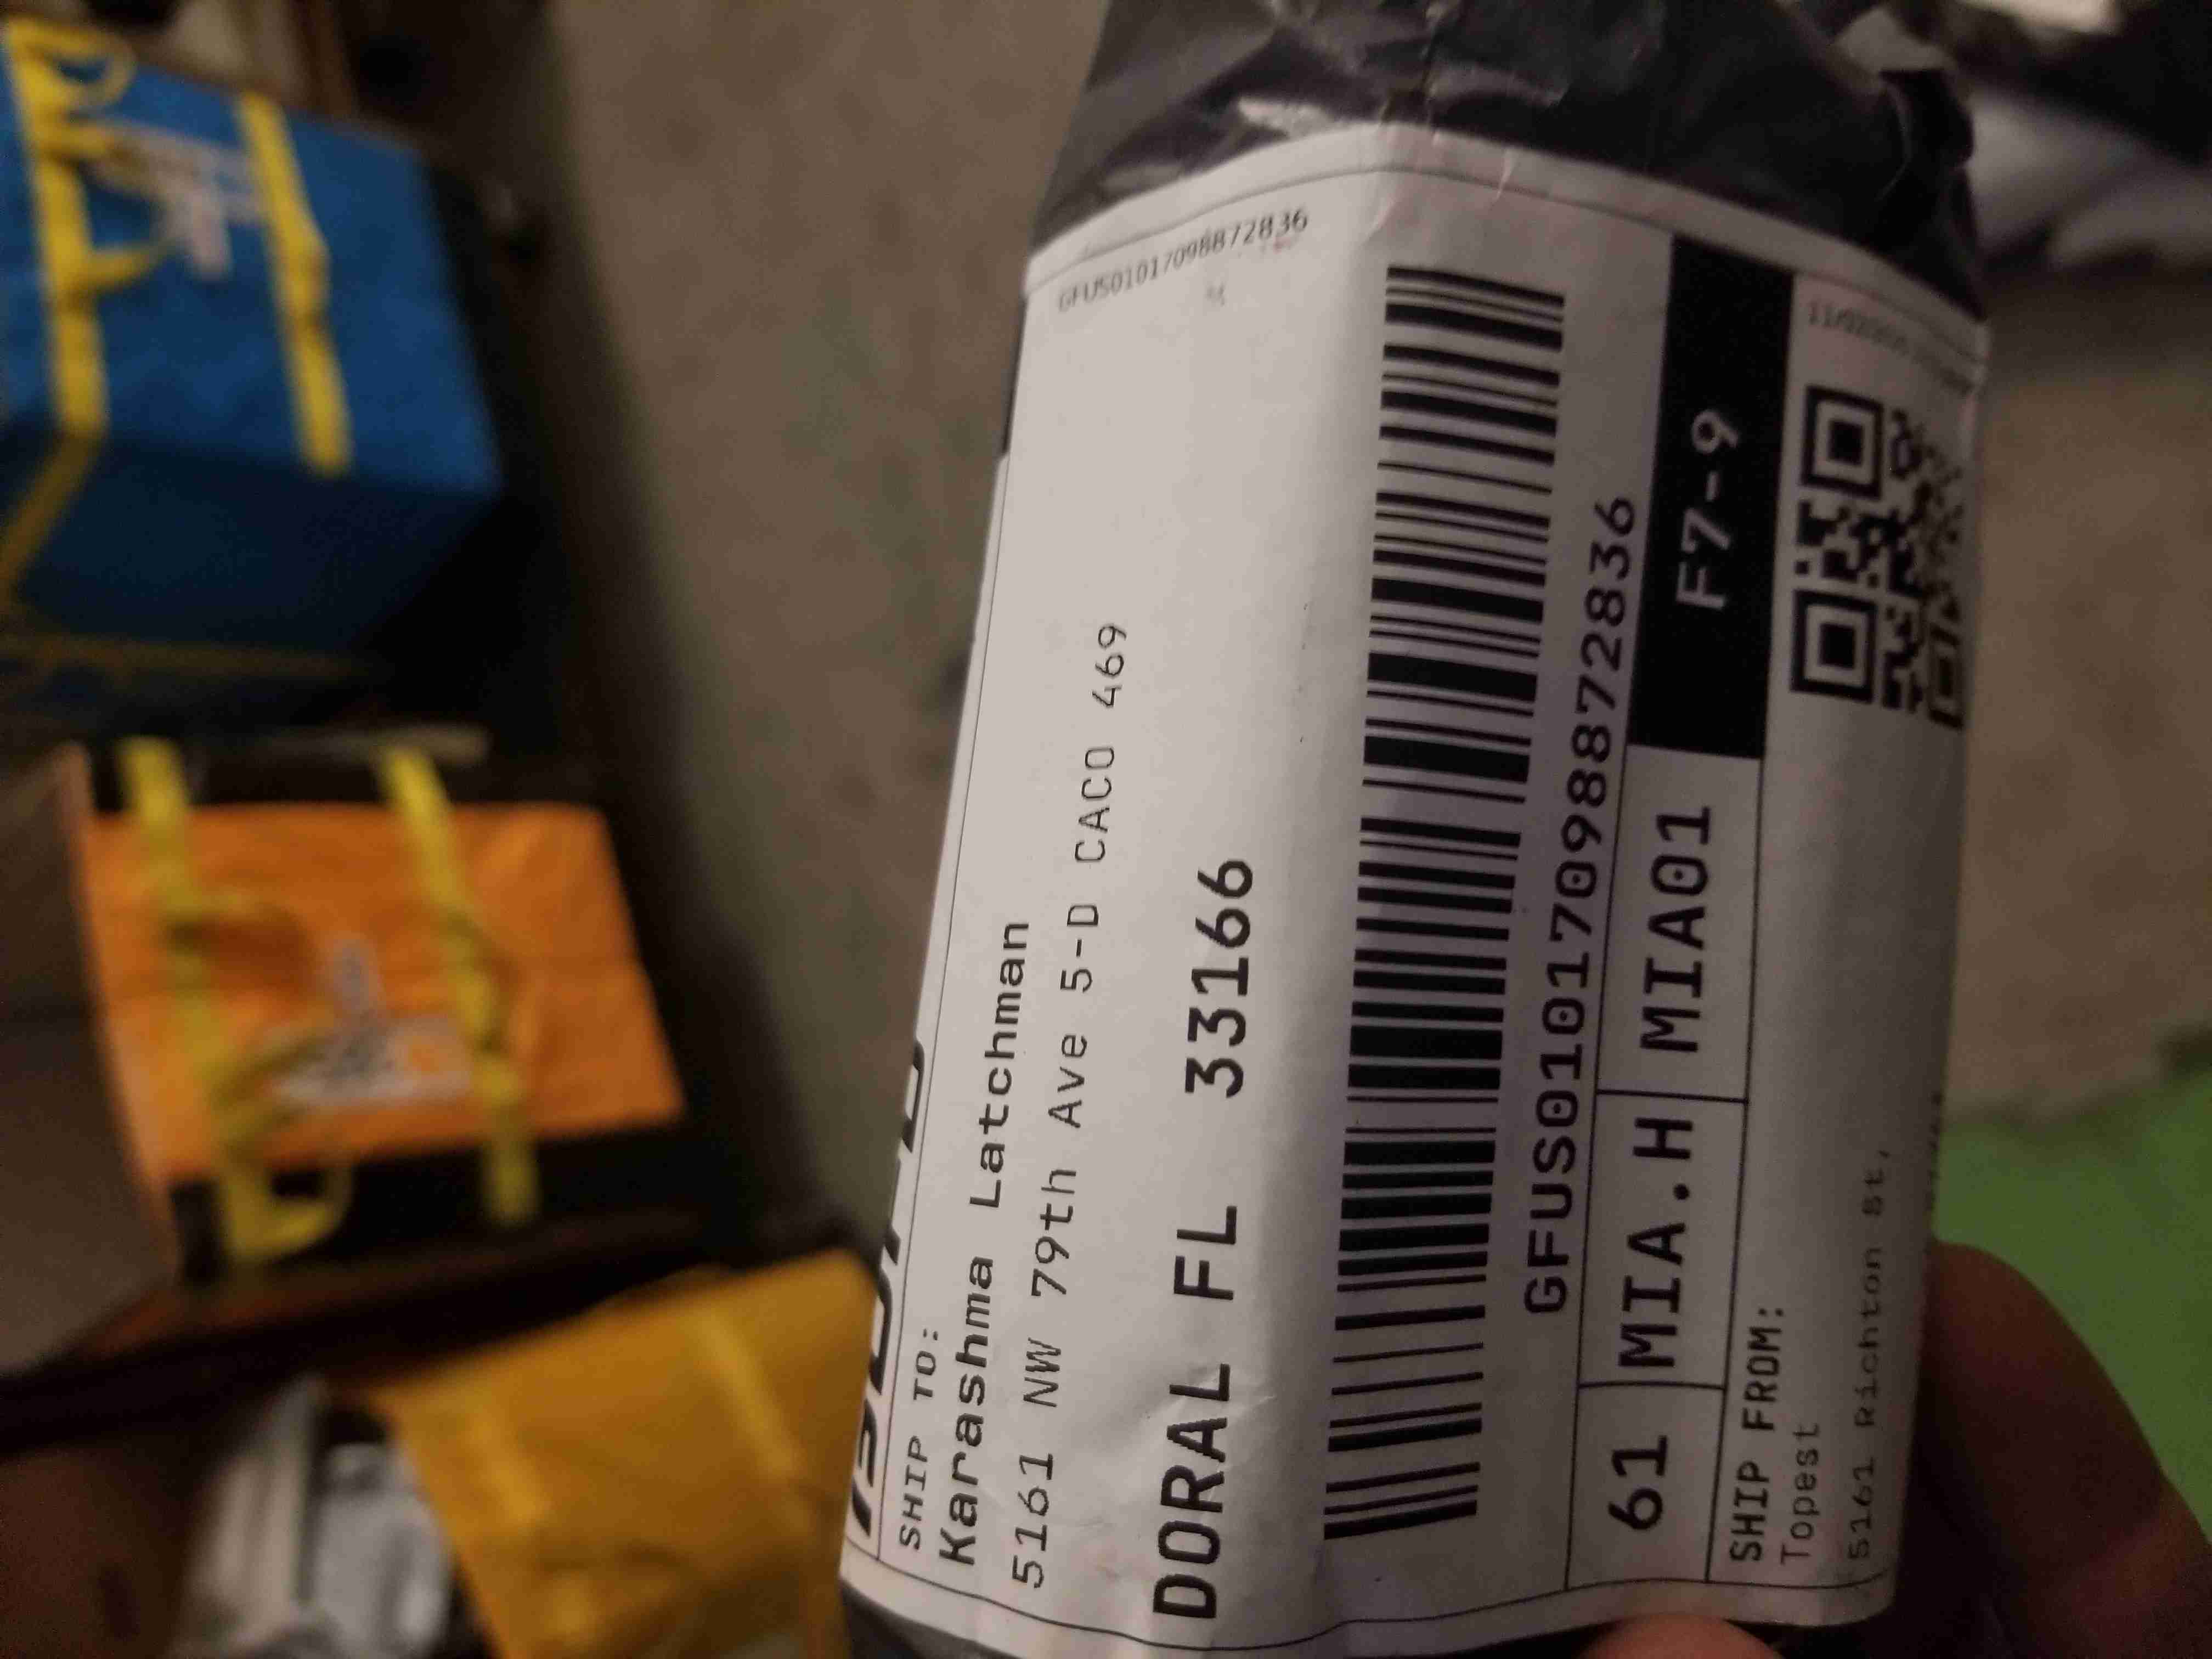 GFUS01017098872836
SHIP TO:
Karashma Latchman
5161 NW 79th Ave 5-D CACO 469
DORAL FL 33166
GFUS01017098872836
61 MIA.H MIA01 F7-9
SHIP FROM:
Topest
5161 Richton St,